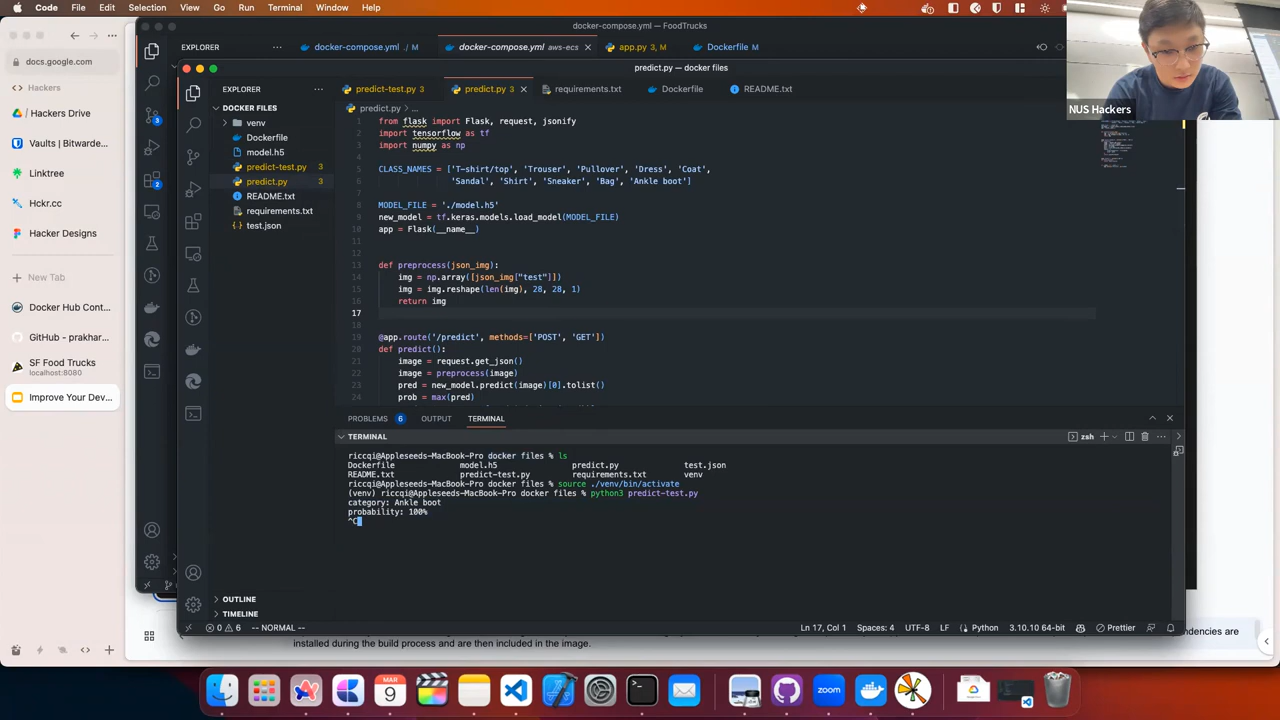 Code File Edit Selection View Go Run Terminal Window Help
docker-compose.yml — FoodTrucks
EXPLORER
docker-compose.yml ./ M
docker-compose.yml aws-ecs
app.py 3, M
Dockerfile M
docs.google.com
Hackers
Hackers Drive
Vaults | Bitwarde...
Linktree
Hckr.cc
Hacker Designs
New Tab
Docker Hub Cont...
GitHub - prakhar...
SF Food Trucks
localhost:8080
Improve Your Dev...
predict.py — docker files
EXPLORER
predict-test.py 3
predict.py 3
requirements.txt
Dockerfile
README.txt
DOCKER FILES
venv
Dockerfile
model.h5
predict-test.py 3
predict.py 3
README.txt
requirements.txt
test.json
OUTLINE
TIMELINE
predict.py > ...
1 from flask import Flask, request, jsonify
2 import tensorflow as tf
3 import numpy as np
4
5 CLASS_NAMES = ['T-shirt/top', 'Trouser', 'Pullover', 'Dress', 'Coat',
6 'Sandal', 'Shirt', 'Sneaker', 'Bag', 'Ankle boot']
7
8 MODEL_FILE = './model.h5'
9 new_model = tf.keras.models.load_model(MODEL_FILE)
10 app = Flask(__name__)
11
12
13 def preprocess(json_img):
14 img = np.array([json_img["test"]])
15 img = img.reshape(len(img), 28, 28, 1)
16 return img
17
18
19 @app.route('/predict', methods=['POST', 'GET'])
20 def predict():
21 image = request.get_json()
22 image = preprocess(image)
23 pred = new_model.predict(image)[0].tolist()
24 prob = max(pred)
PROBLEMS 6 OUTPUT TERMINAL
TERMINAL
zsh
riccqi@Appleseeds-MacBook-Pro docker files % ls
Dockerfile model.h5 predict.py test.json
README.txt predict-test.py requirements.txt venv
riccqi@Appleseeds-MacBook-Pro docker files % source ./venv/bin/activate
(venv) riccqi@Appleseeds-MacBook-Pro docker files % python3 predict-test.py
category: Ankle boot
probability: 100%
^C
0 6 -- NORMAL -- Ln 17, Col 1 Spaces: 4 UTF-8 LF Python 3.10.10 64-bit Prettier
installed during the build process and are then included in the image.
NUS Hackers
MAR
9
zoom